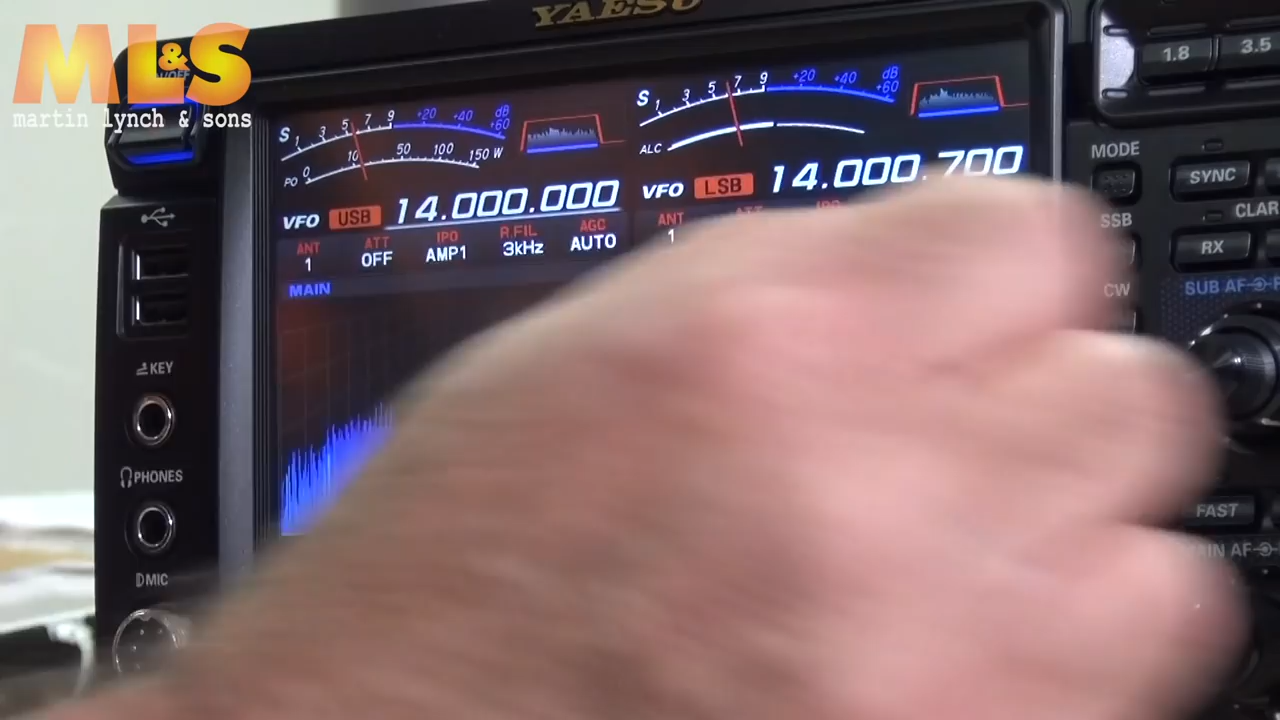 YAESU
ML&S
martin lynch & sons
ON/OFF
S 1 3 5 7 9 +20 +40 +60 dB
PO 0 10 50 100 150 W
VFO USB 14.000.000
ANT ATT IPO R.FIL AGC
1 OFF AMP1 3kHz AUTO
MAIN
S 1 3 5 7 9 +20 +40 +60 dB
ALC
VFO LSB 14.000.700
ANT
1
1.8 3.5
MODE
SYNC
SSB
CLAR
RX
CW
SUB AF
FAST
KEY
PHONES
MIC